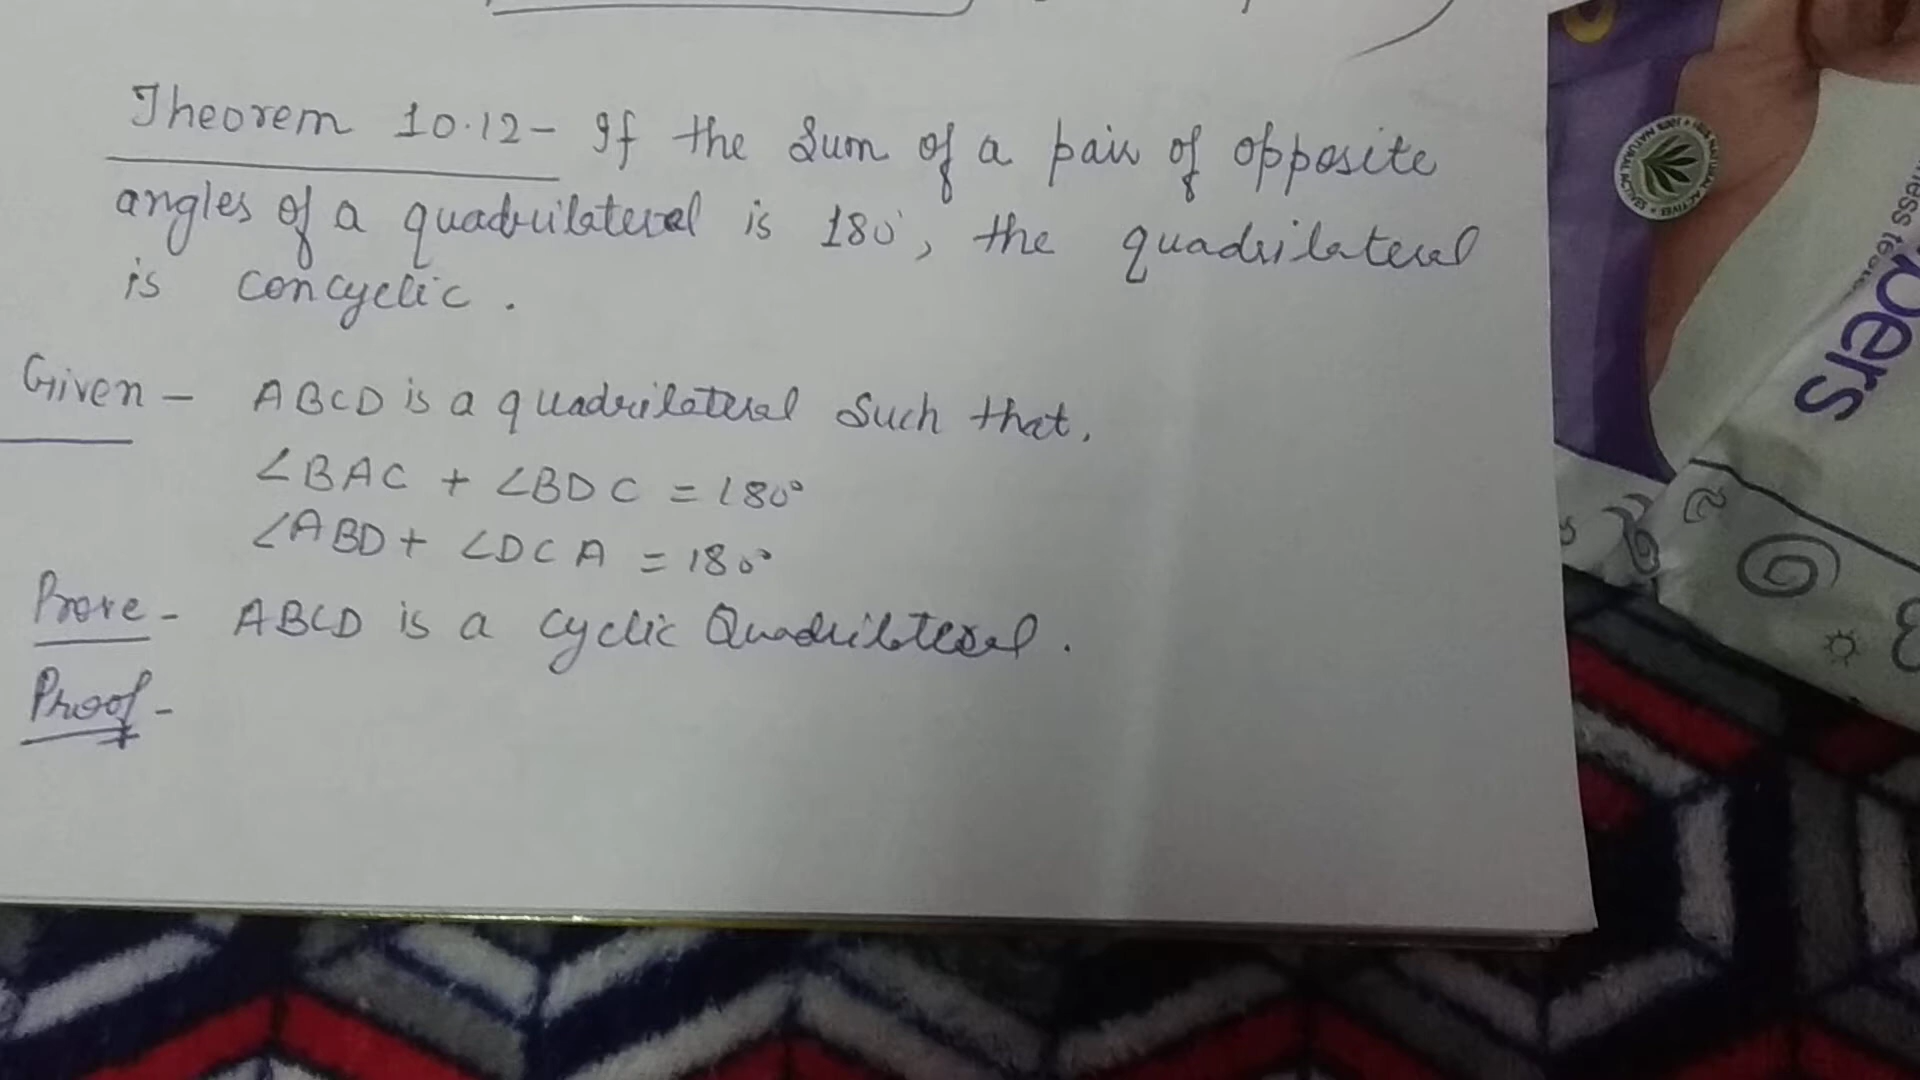 Theorem 10.12- If the Sum of a pair of opposite
angles of a quadrilateral is 180°, the quadrilateral
is concyclic.
Given- ABCD is a quadrilateral Such that,
∠BAC + ∠BDC = 180°
∠ABD + ∠DCA = 180°
Prove- ABCD is a cyclic Quadrilateral.
Proof-
pers